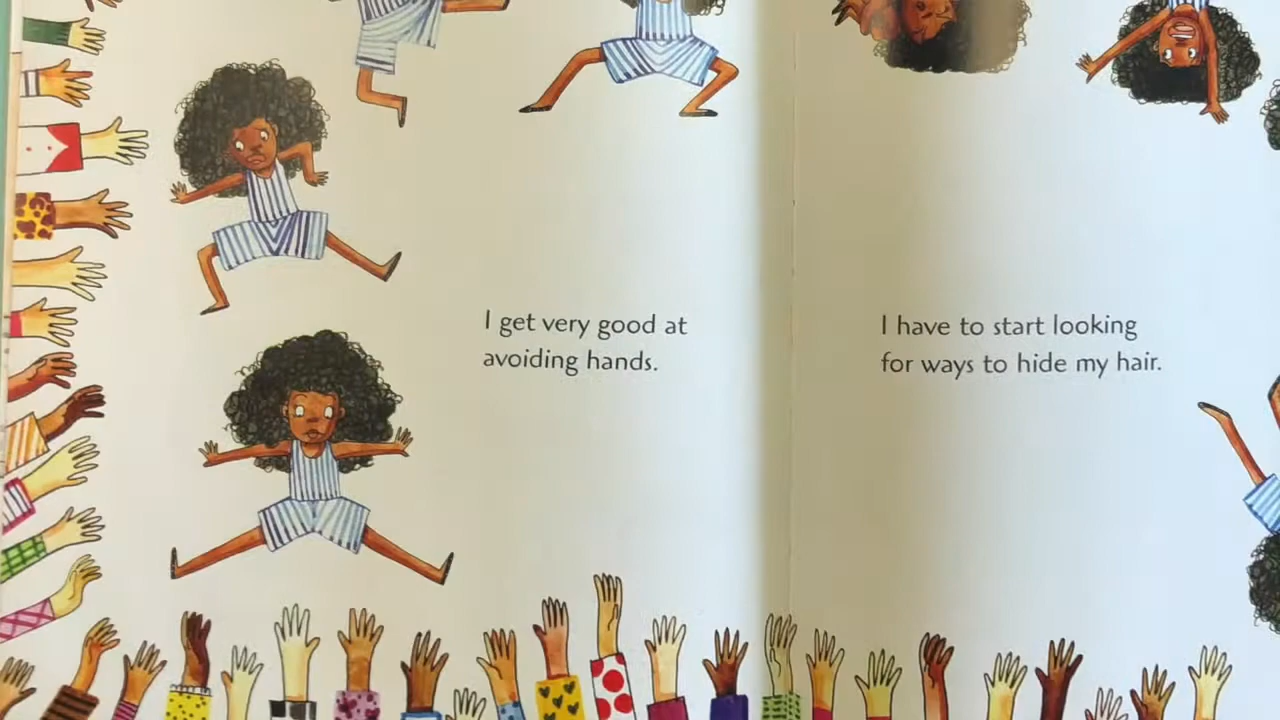 I get very good at
avoiding hands.
I have to start looking
for ways to hide my hair.